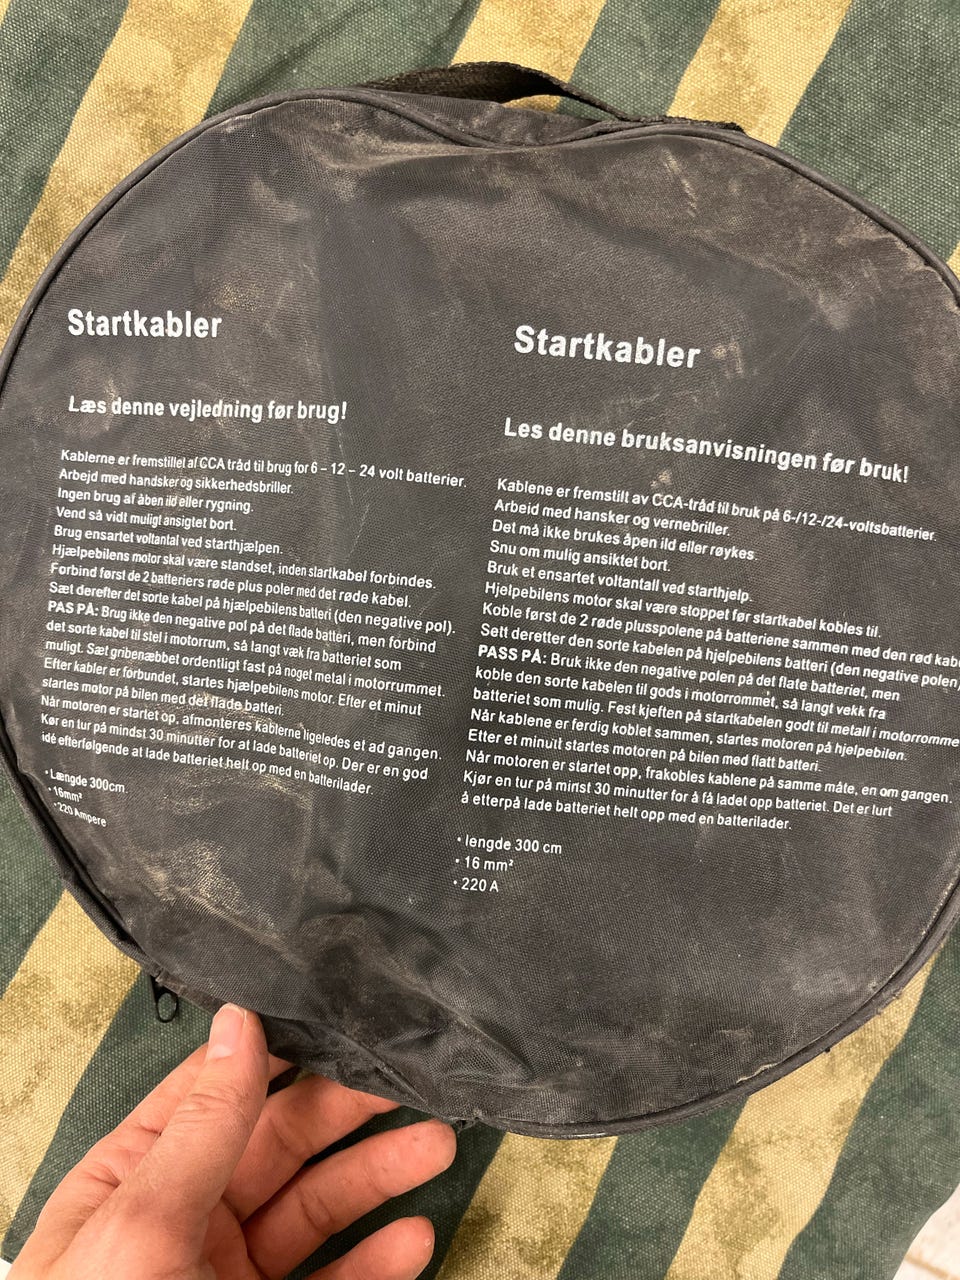 Startkabler
Læs denne vejledning før brug!
Kablerne er fremstillet af CCA tråd til brug for 6 – 12 – 24 volt batterier.
Arbejd med handsker og sikkerhedsbriller.
Ingen brug af åben ild eller rygning.
Vend så vidt muligt ansigtet bort.
Brug ensartet voltantal ved starthjælpen.
Hjælpebilens motor skal være standset, inden startkabel forbindes.
Forbind først de 2 batteriers røde plus poler med det røde kabel.
Sæt derefter det sorte kabel på hjælpebilens batteri (den negative pol).
PAS PÅ: Brug ikke den negative pol på det flade batteri, men forbind
det sorte kabel til stel i motorrum, så langt væk fra batteriet som
muligt. Sæt gribenæbbet ordentligt fast på noget metal i motorrummet.
Efter kabler er forbundet, startes hjælpebilens motor. Efter et minut
startes motor på bilen med det flade batteri.
Når motoren er startet op, afmonteres kablerne ligeledes et ad gangen.
Kør en tur på mindst 30 minutter for at lade batteriet op. Der er en god
idé efterfølgende at lade batteriet helt op med en batterilader.
• Længde 300cm
• 16mm²
• 220 Ampere
Startkabler
Les denne bruksanvisningen før bruk!
Kablene er fremstilt av CCA-tråd til bruk på 6-/12-/24-voltsbatterier.
Arbeid med hansker og vernebriller.
Det må ikke brukes åpen ild eller røykes.
Snu om mulig ansiktet bort.
Bruk et ensartet voltantall ved starthjelp.
Hjelpebilens motor skal være stoppet før startkabel kobles til.
Koble først de 2 røde plusspolene på batteriene sammen med den rød kab
Sett deretter den sorte kabelen på hjelpebilens batteri (den negative polen)
PASS PÅ: Bruk ikke den negative polen på det flate batteriet, men
koble den sorte kabelen til gods i motorrommet, så langt vekk fra
batteriet som mulig. Fest kjeften på startkabelen godt til metall i motorromme
Når kablene er ferdig koblet sammen, startes motoren på hjelpebilen.
Etter et minutt startes motoren på bilen med flatt batteri.
Når motoren er startet opp, frakobles kablene på samme måte, en om gangen.
Kjør en tur på minst 30 minutter for å få ladet opp batteriet. Det er lurt
å etterpå lade batteriet helt opp med en batterilader.
• lengde 300 cm
• 16 mm²
• 220 A